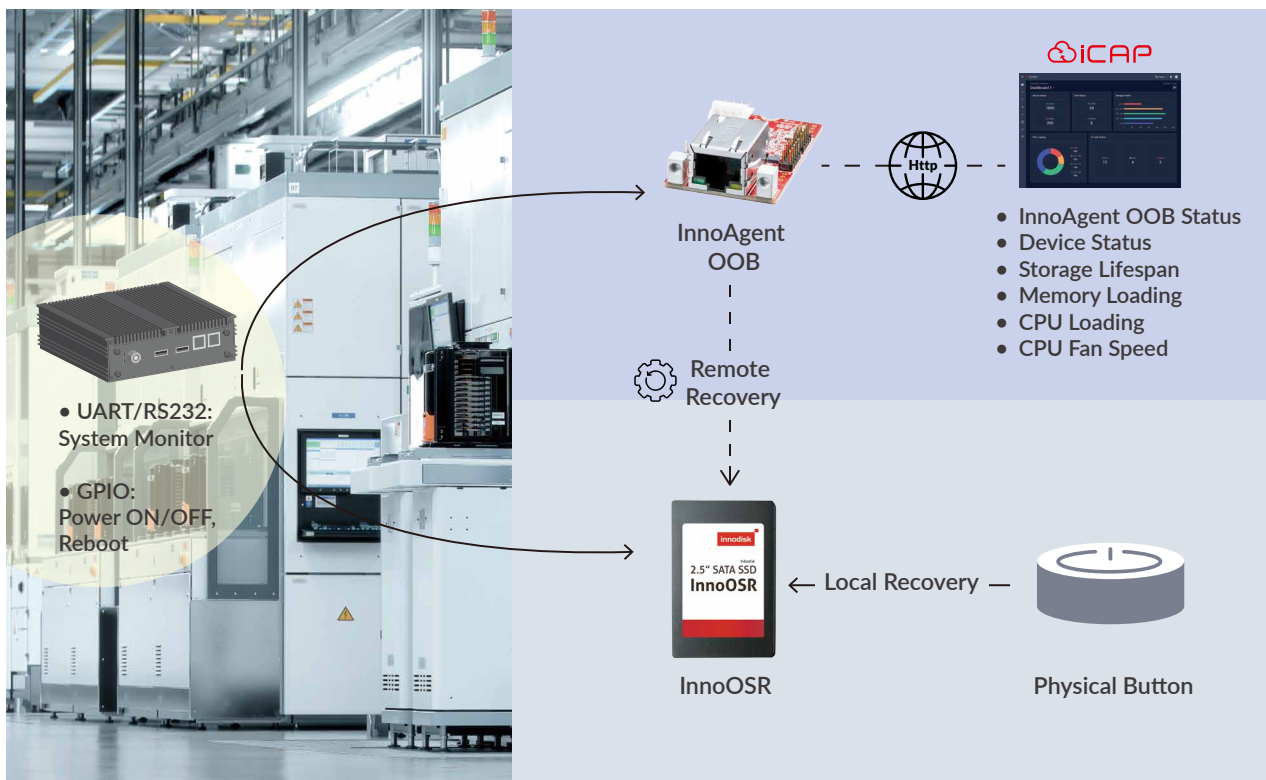 ● UART/RS232:
System Monitor
● GPIO:
Power ON/OFF,
Reboot
InnoAgent
OOB
Http
iCAP
Dashboard 1
● InnoAgent OOB Status
● Device Status
● Storage Lifespan
● Memory Loading
● CPU Loading
● CPU Fan Speed
Remote
Recovery
innodisk
Industrial
2.5" SATA SSD
InnoOSR
InnoOSR
Local Recovery
Physical Button